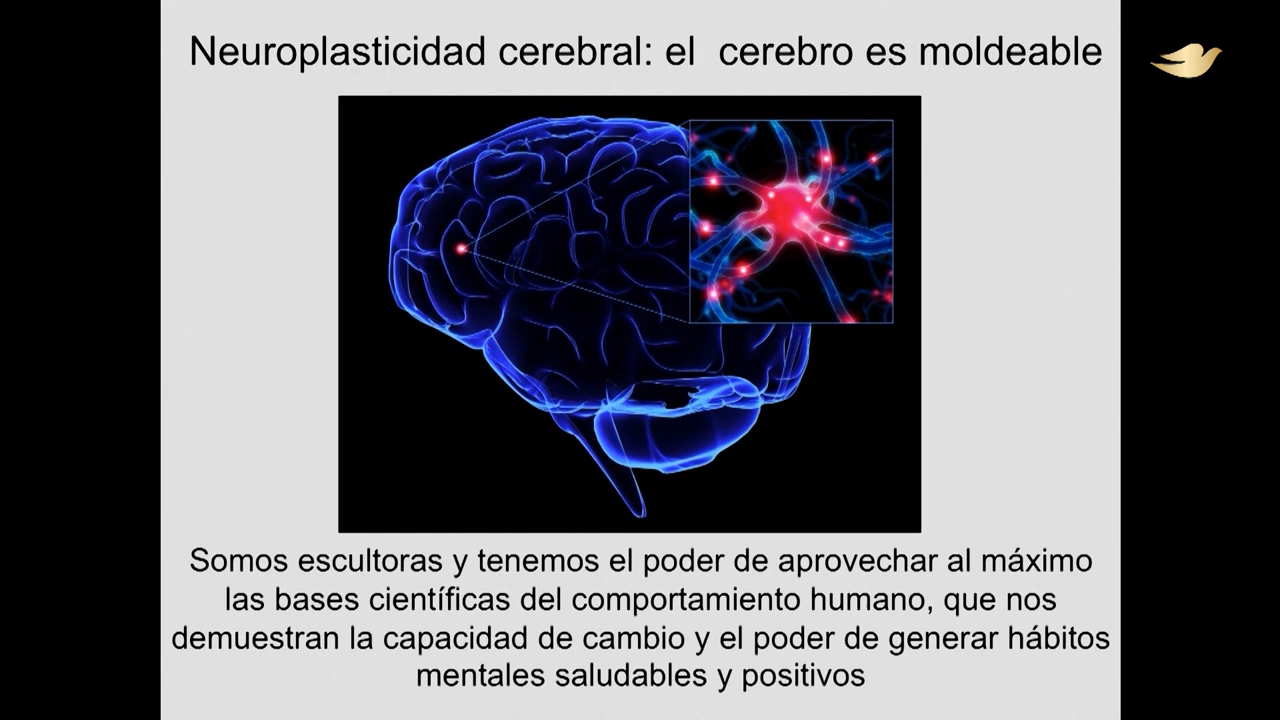 Neuroplasticidad cerebral: el  cerebro es moldeable
Somos escultoras y tenemos el poder de aprovechar al máximo
las bases científicas del comportamiento humano, que nos
demuestran la capacidad de cambio y el poder de generar hábitos
mentales saludables y positivos